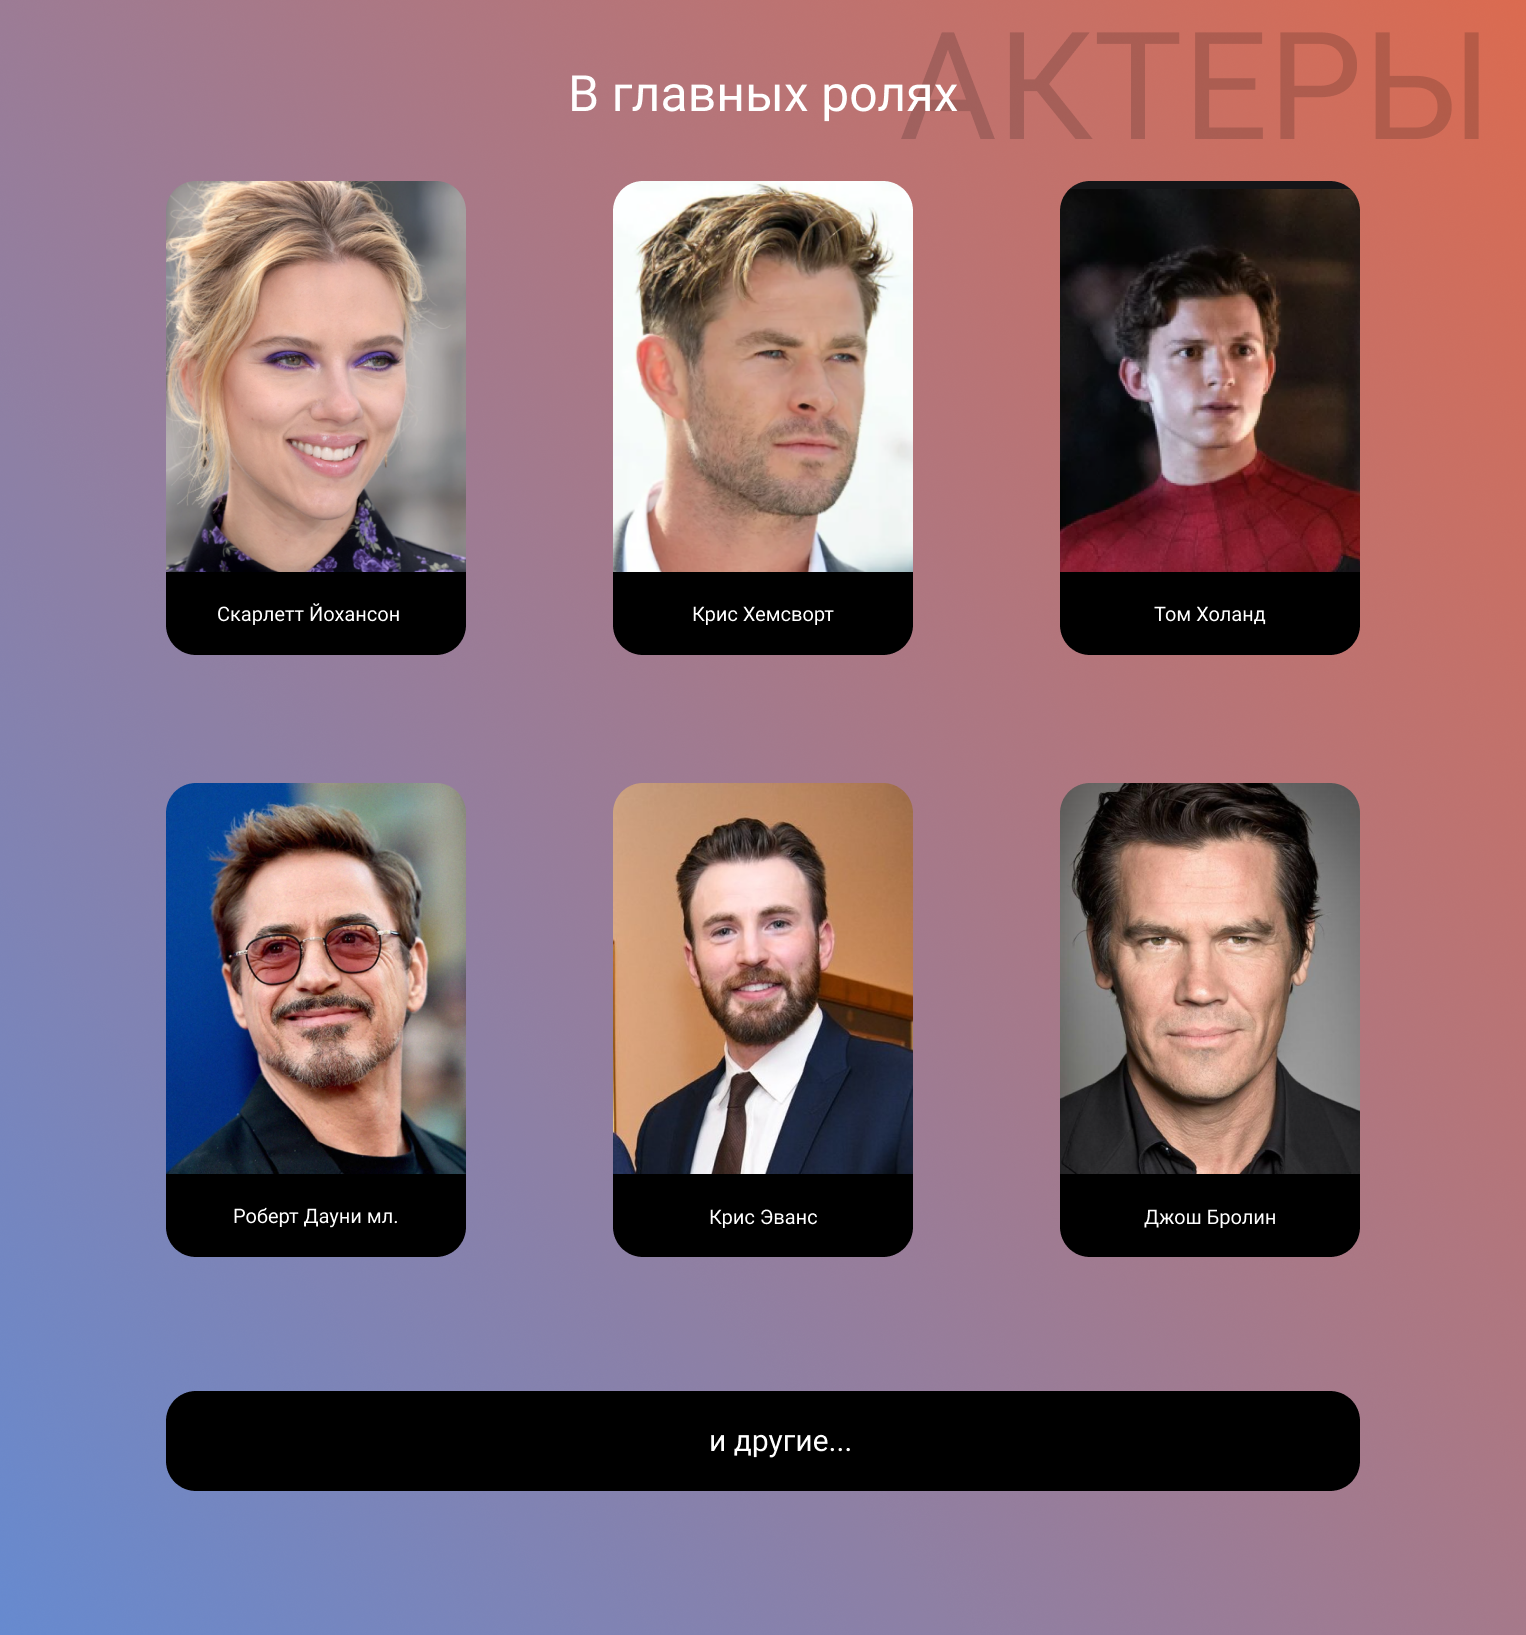 АКТЕРЫ
В главных ролях
Скарлетт Йохансон
Крис Хемсворт
Том Холанд
Роберт Дауни мл.
Крис Эванс
Джош Бролин
и другие...